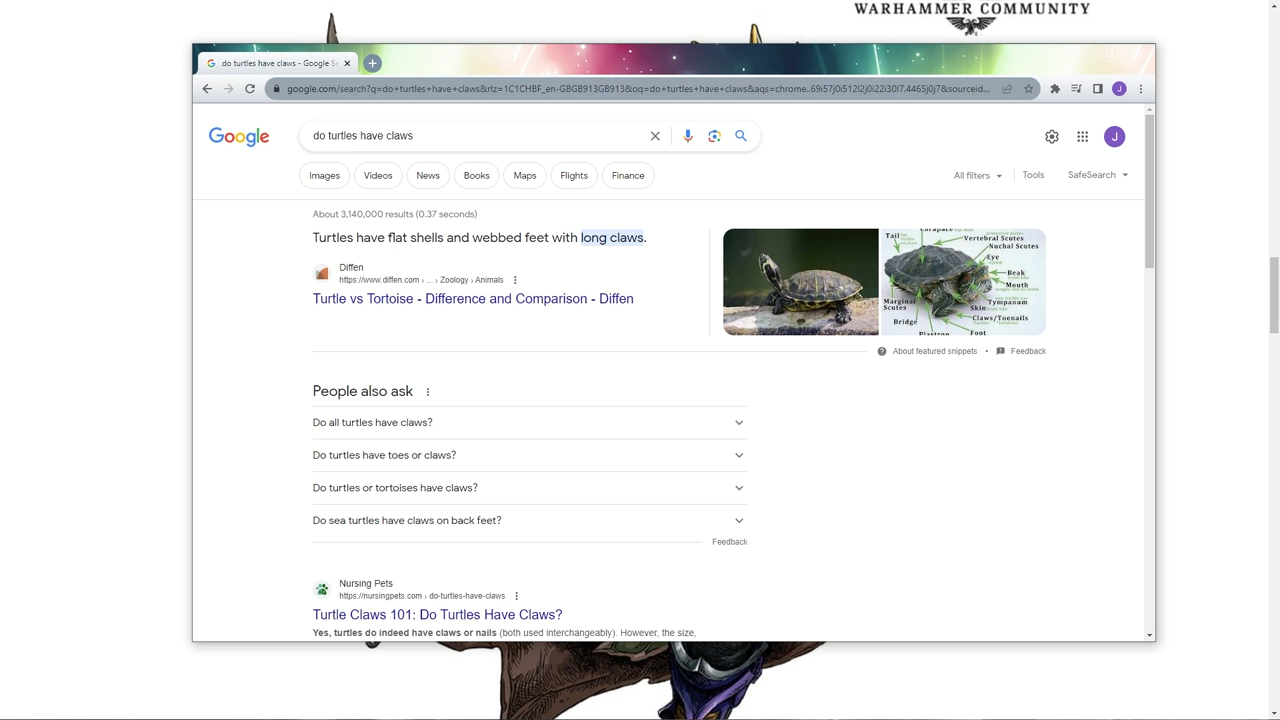 WARHAMMER COMMUNITY
do turtles have claws - Google Se
google.com/search?q=do+turtles+have+claws&rlz=1C1CHBF_en-GBGB913GB913&oq=do+turtles+have+claws&aqs=chrome..69i57j0i512l2j0i22i30l7.4465j0j7&sourceid...
J
Google
do turtles have claws
J
Images
Videos
News
Books
Maps
Flights
Finance
All filters
Tools
SafeSearch
About 3,140,000 results (0.37 seconds)
Turtles have flat shells and webbed feet with long claws.
Diffen
https://www.diffen.com › ... › Zoology › Animals
Turtle vs Tortoise - Difference and Comparison - Diffen
Tail
Carapace
Vertebral Scutes
Nuchal Scutes
Eye
Beak
Mouth
Tympanum
Skin
Marginal
Scutes
Claws/Toenails
Bridge
Plastron
Foot
About featured snippets
•
Feedback
People also ask
Do all turtles have claws?
Do turtles have toes or claws?
Do turtles or tortoises have claws?
Do sea turtles have claws on back feet?
Feedback
Nursing Pets
https://nursingpets.com › do-turtles-have-claws
Turtle Claws 101: Do Turtles Have Claws?
Yes, turtles do indeed have claws or nails (both used interchangeably). However, the size,